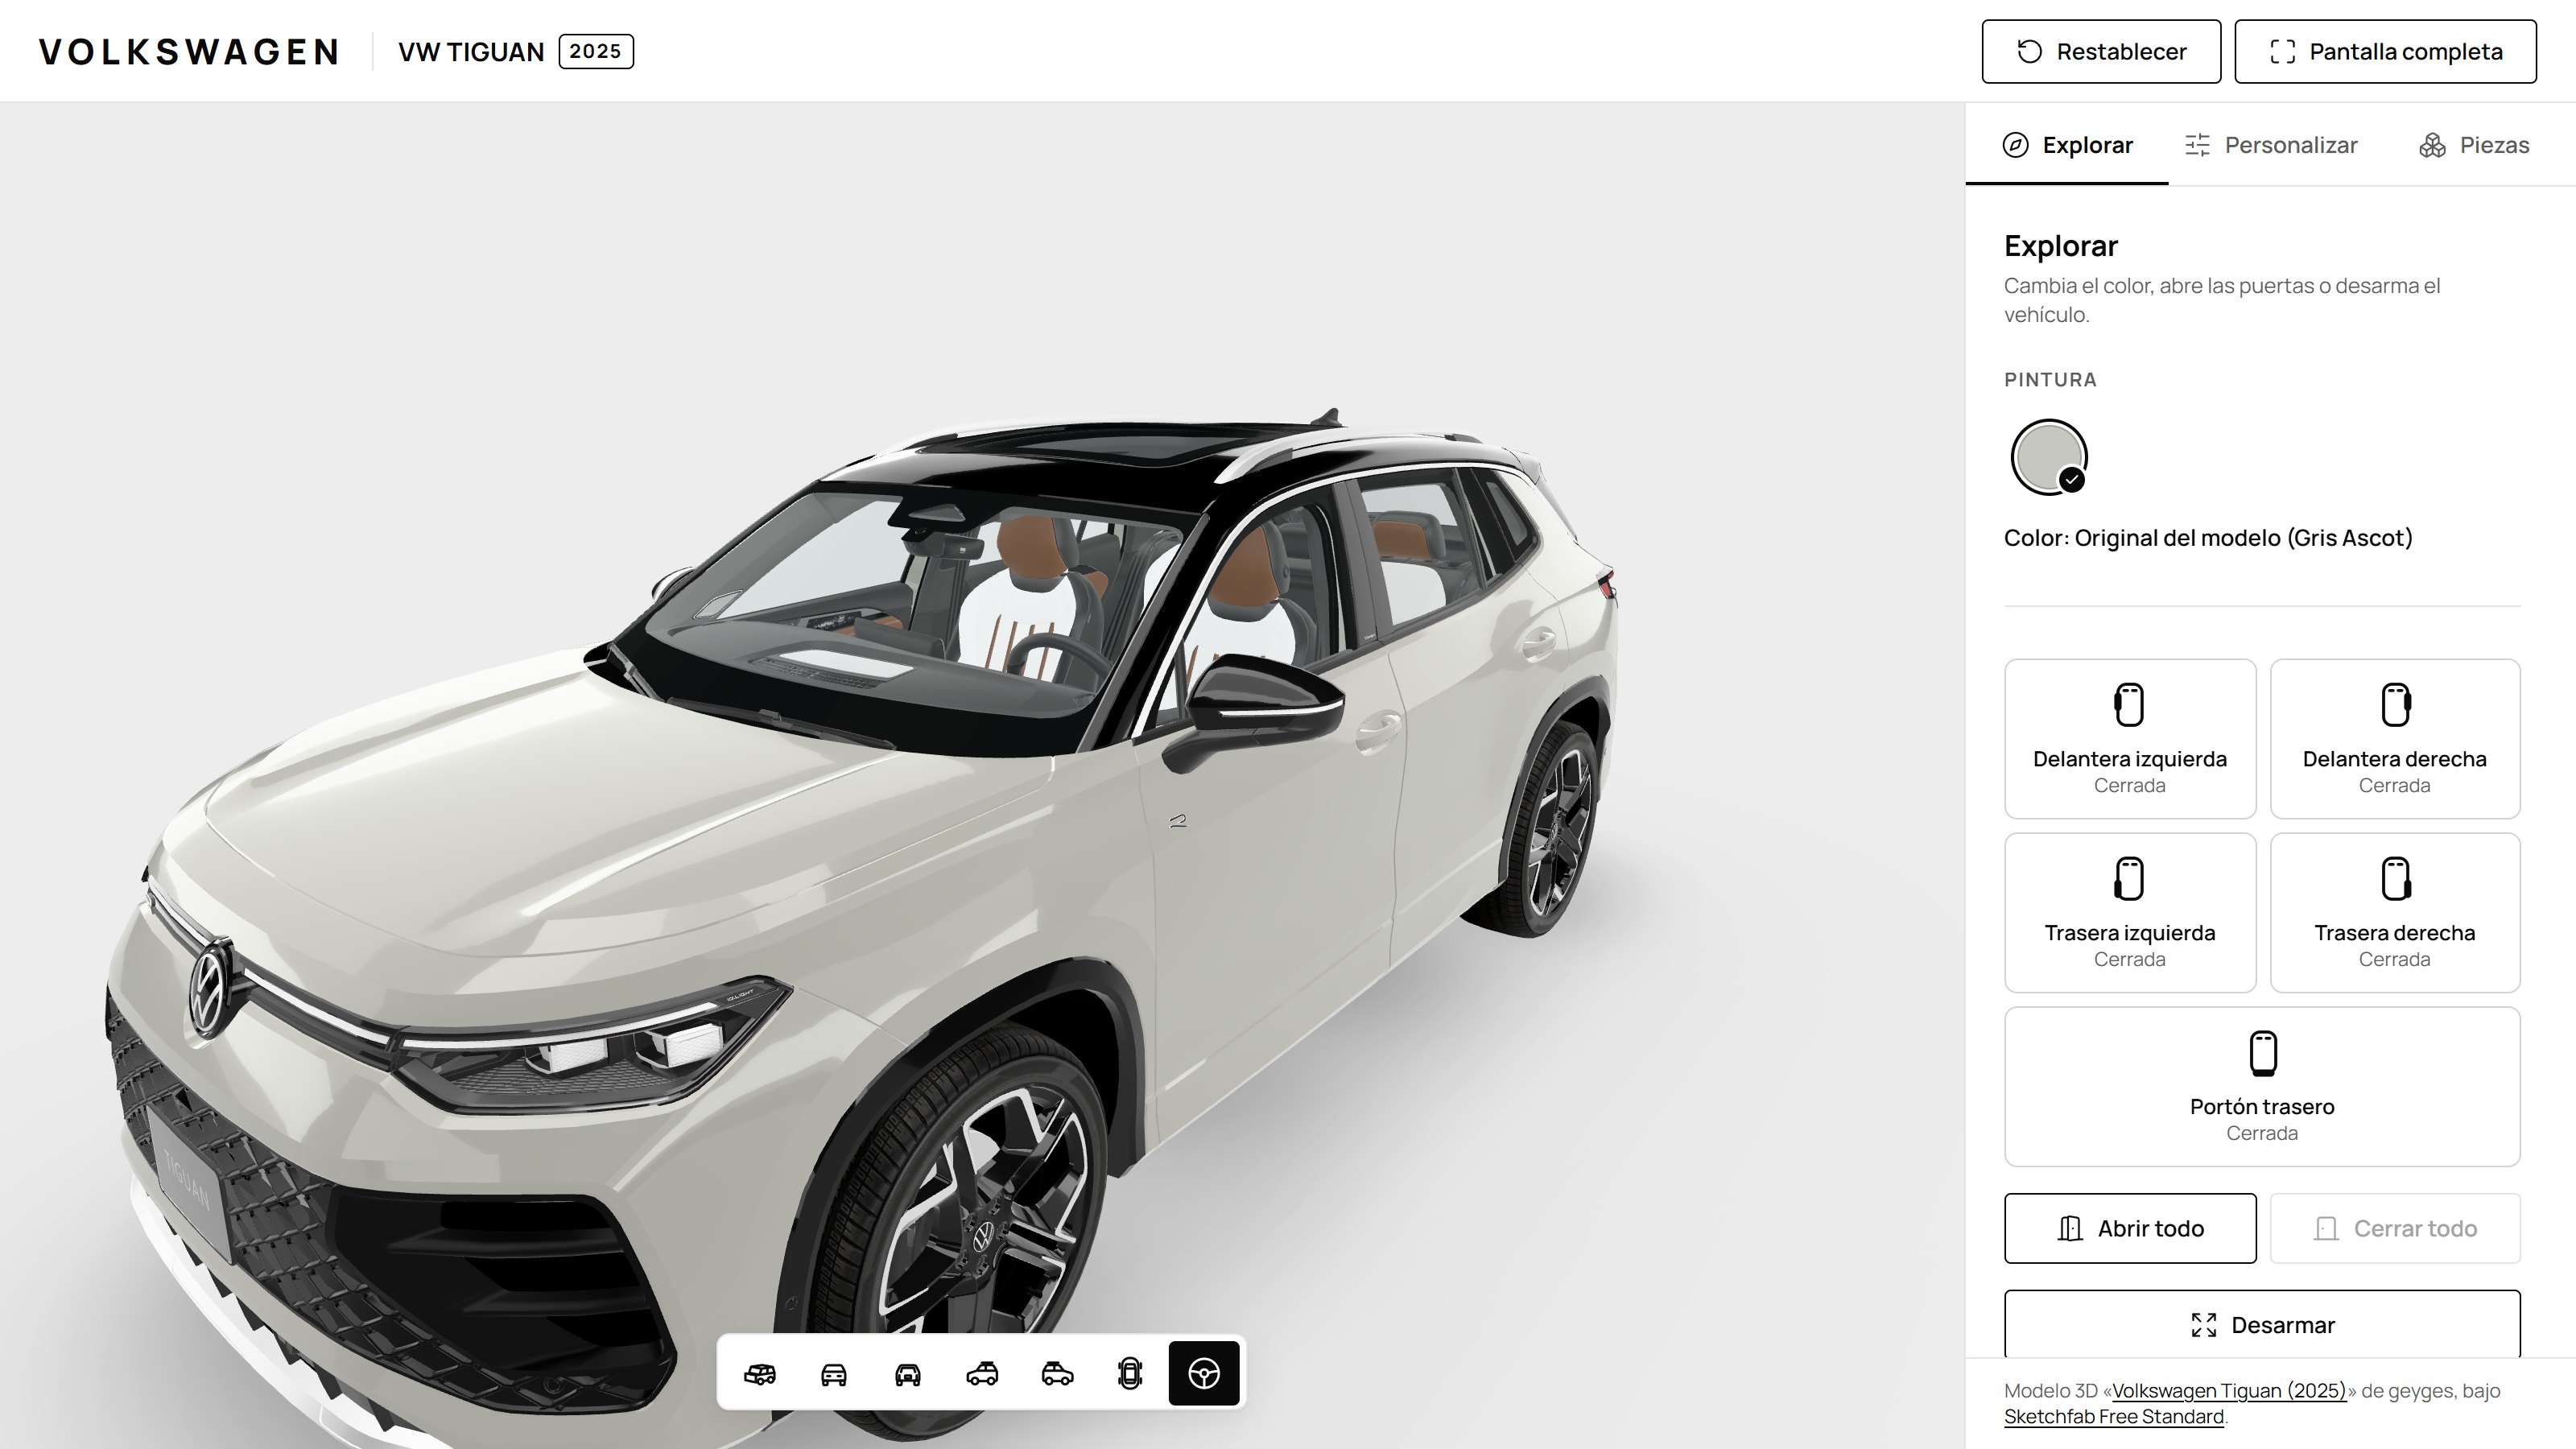 VOLKSWAGEN
VW TIGUAN
2025
Restablecer
Pantalla completa
Explorar
Personalizar
Piezas
Explorar
Cambia el color, abre las puertas o desarma el
vehículo.
PINTURA
Color: Original del modelo (Gris Ascot)
Delantera izquierda
Cerrada
Delantera derecha
Cerrada
Trasera izquierda
Cerrada
Trasera derecha
Cerrada
Portón trasero
Cerrada
Abrir todo
Cerrar todo
Desarmar
Modelo 3D «Volkswagen Tiguan (2025)» de geyges, bajo
Sketchfab Free Standard.
IQ.LIGHT
TIGUAN